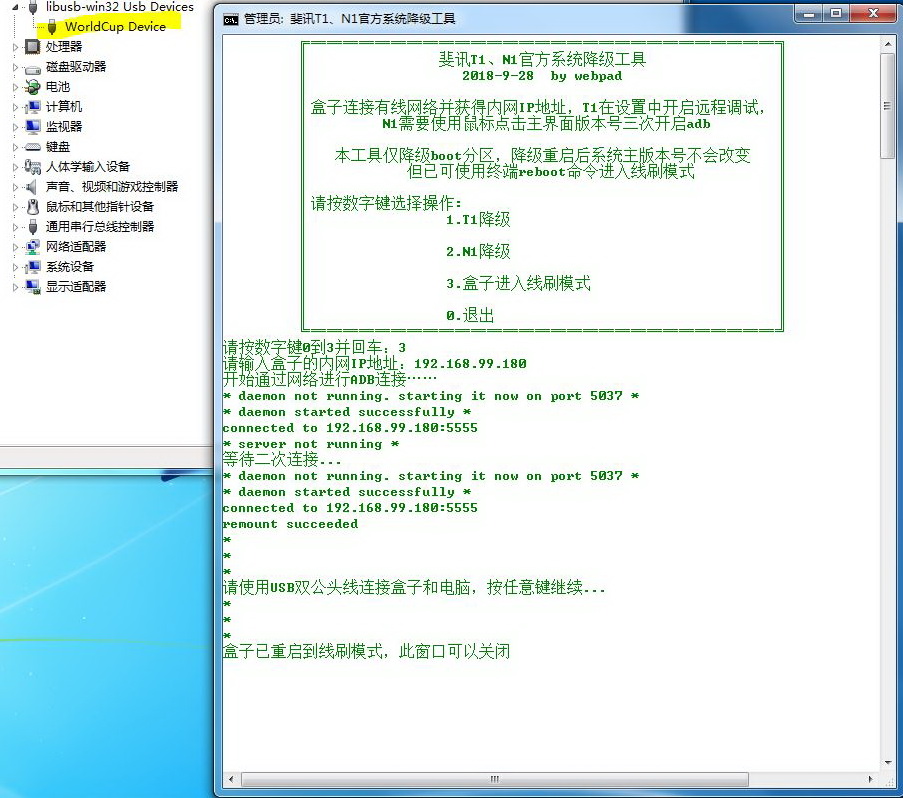 libusb-win32 Usb Devices
WorldCup Device
处理器
磁盘驱动器
电池
计算机
监视器
键盘
人体学输入设备
声音、视频和游戏控制器
鼠标和其他指针设备
通用串行总线控制器
网络适配器
系统设备
显示适配器
管理员: 斐讯T1、N1官方系统降级工具
斐讯T1、N1官方系统降级工具
2018-9-28 by webpad
盒子连接有线网络并获得内网IP地址，T1在设置中开启远程调试，
N1需要使用鼠标点击主界面版本号三次开启adb
本工具仅降级boot分区，降级重启后系统主版本号不会改变
但已可使用终端reboot命令进入线刷模式
请按数字键选择操作：
1.T1降级
2.N1降级
3.盒子进入线刷模式
0.退出
请按数字键0到3并回车：3
请输入盒子的内网IP地址：192.168.99.180
开始通过网络进行ADB连接……
* daemon not running. starting it now on port 5037 *
* daemon started successfully *
connected to 192.168.99.180:5555
* server not running *
等待二次连接...
* daemon not running. starting it now on port 5037 *
* daemon started successfully *
connected to 192.168.99.180:5555
remount succeeded
*
*
*
请使用USB双公头线连接盒子和电脑，按任意键继续...
*
*
*
盒子已重启到线刷模式，此窗口可以关闭